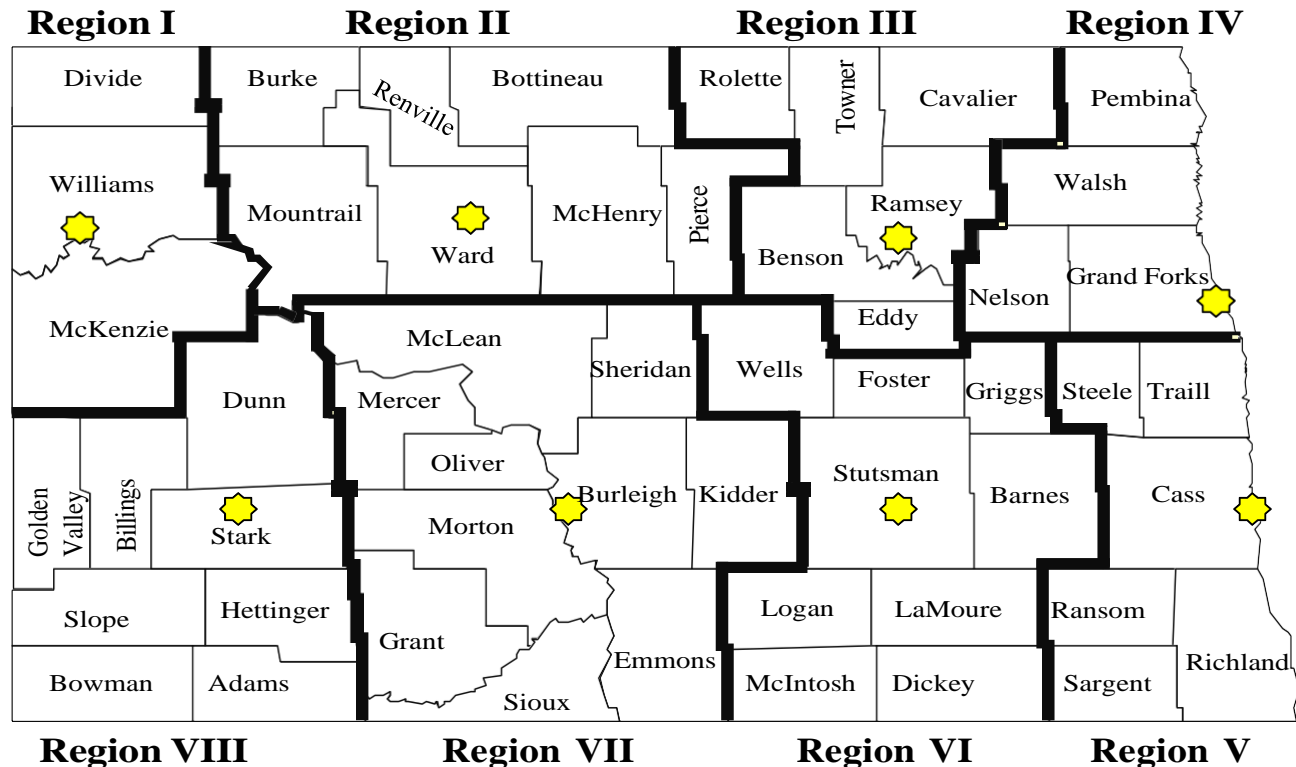 Region I
Region II
Region III
Region IV
Divide
Burke
Renville
Bottineau
Rolette
Towner
Cavalier
Pembina
Williams
Mountrail
Ward
McHenry
Pierce
Benson
Ramsey
Walsh
Nelson
Grand Forks
McKenzie
McLean
Sheridan
Wells
Eddy
Foster
Griggs
Steele
Traill
Dunn
Mercer
Oliver
Golden
Valley
Billings
Stark
Morton
Burleigh
Kidder
Stutsman
Barnes
Cass
Slope
Hettinger
Grant
Emmons
Logan
LaMoure
Ransom
Richland
Bowman
Adams
Sioux
McIntosh
Dickey
Sargent
Region VIII
Region VII
Region VI
Region V